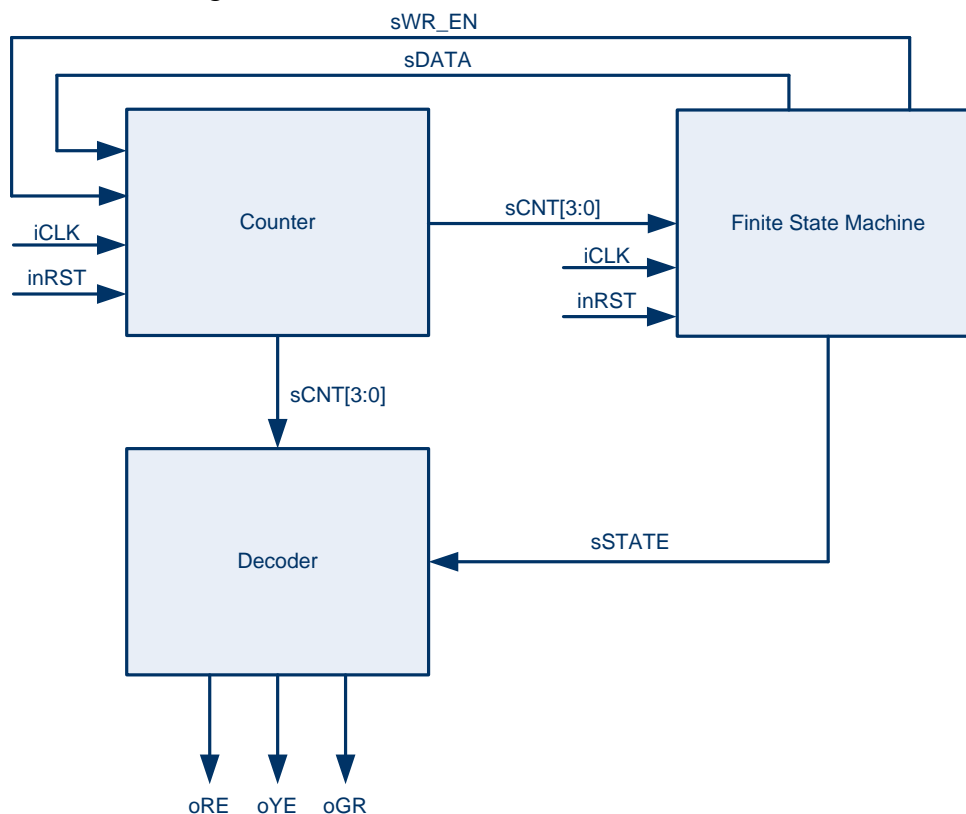 sWR_EN
sDATA
Counter
sCNT[3:0]
Finite State Machine
iCLK
iCLK
inRST
inRST
sCNT[3:0]
sSTATE
Decoder
oRE
oYE
oGR